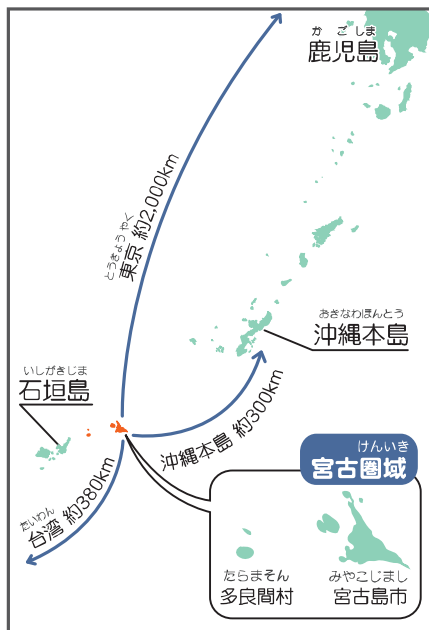 かごしま
鹿児島
とうきょう やく
東京 約2,000km
おきなわほんとう
沖縄本島
いしがきじま
石垣島
沖縄本島 約300km
たいわん
台湾 約380km
けんいき
宮古圏域
たらまそん
多良間村
みやこじまし
宮古島市